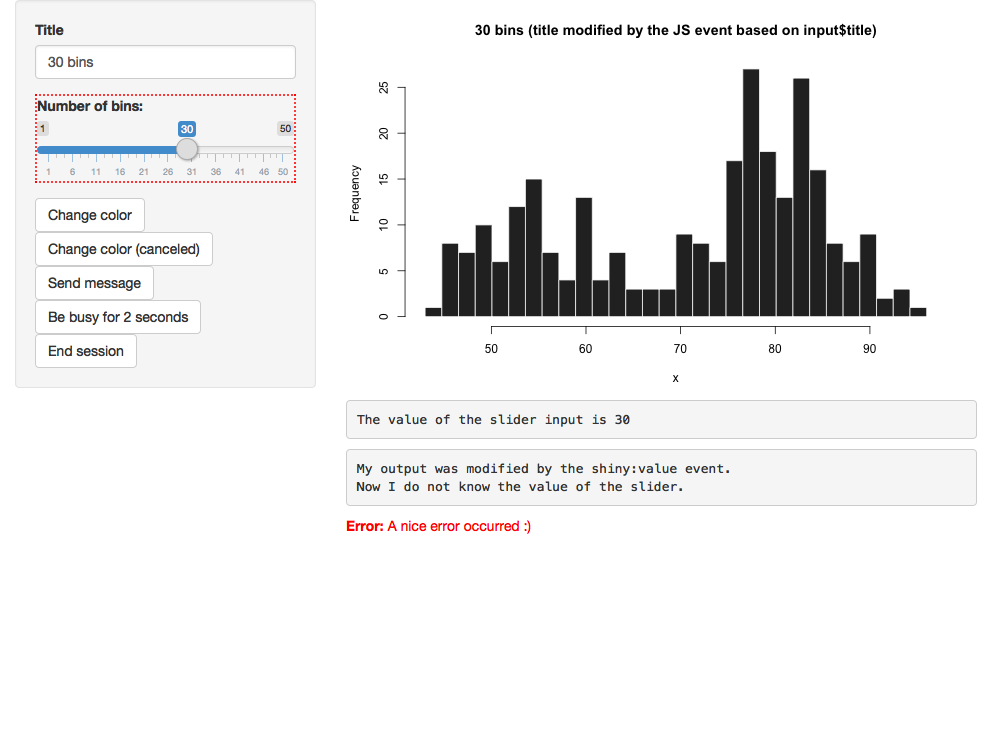 Title
30 bins
Number of bins:
1 30 50
1 6 11 16 21 26 31 36 41 46 50
Change color
Change color (canceled)
Send message
Be busy for 2 seconds
End session
30 bins (title modified by the JS event based on input$title)
Frequency
25
20
15
10
5
0
50 60 70 80 90
x
The value of the slider input is 30
My output was modified by the shiny:value event.
Now I do not know the value of the slider.
Error: A nice error occurred :)